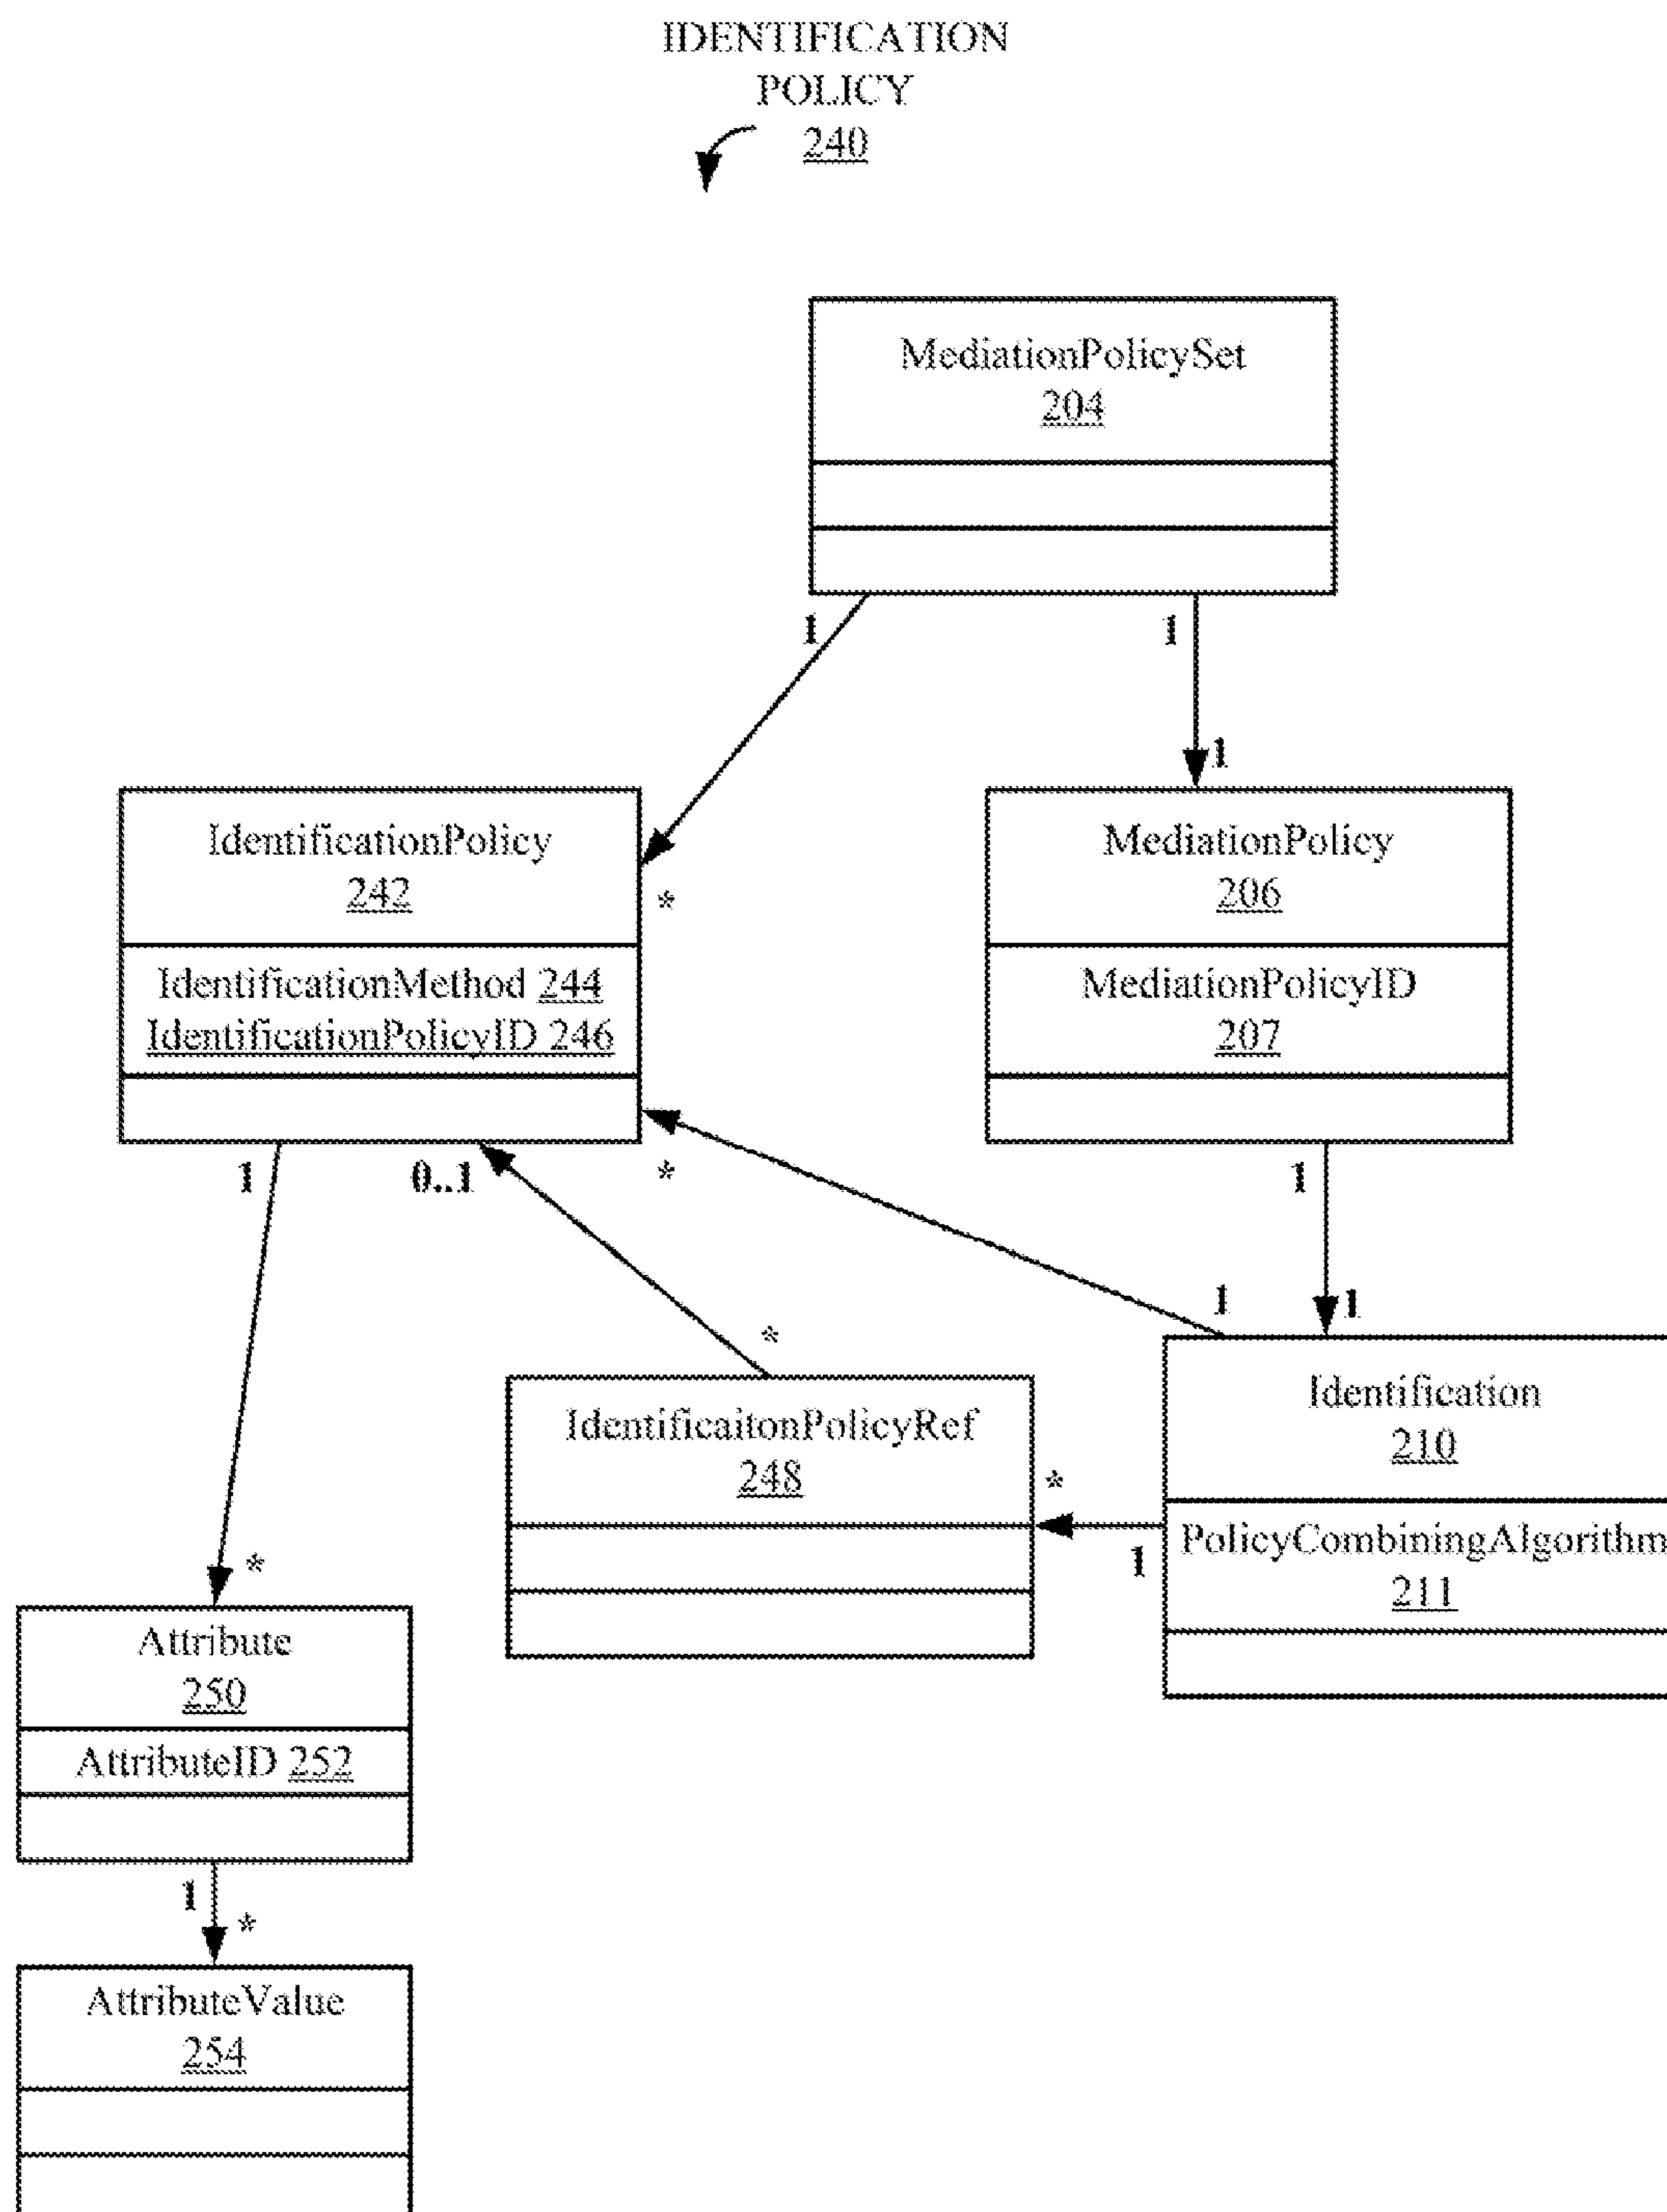 IDENTIFICATION
POLICY
240
MediationPolicySet
204
1
1
1
IdentificationPolicy
242
*
MediationPolicy
206
IdentificationMethod 244
IdentificationPolicyID 246
MediationPolicyID
207
1
0..1
*
1
1
1
*
IdentificaitonPolicyRef
248
*
1
Identification
210
PolicyCombiningAlgorithm
211
*
Attribute
250
AttributeID 252
1
*
AttributeValue
254